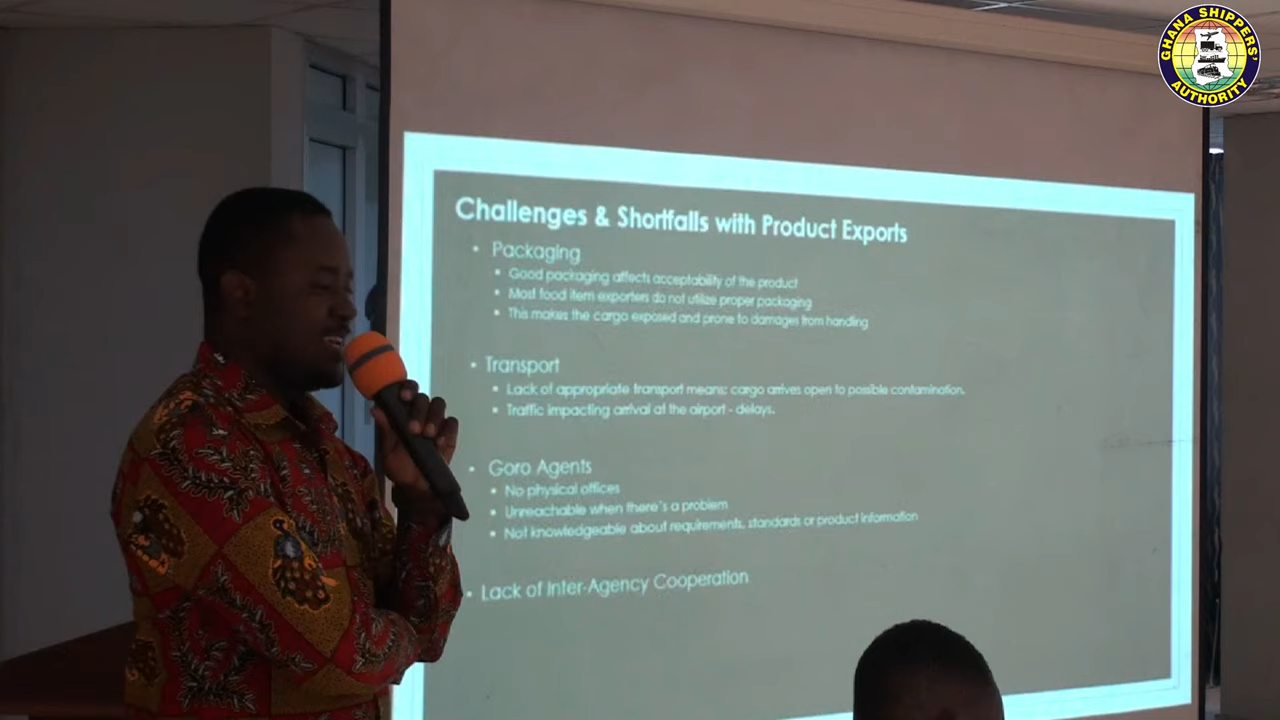 GHANA SHIPPERS' AUTHORITY
Challenges & Shortfalls with Product Exports
• Packaging
▪ Good packaging affects acceptability of the product
▪ Most food item exporters do not utilize proper packaging
▪ This makes the cargo exposed and prone to damages from handling
• Transport
▪ Lack of appropriate transport means; cargo arrives open to possible contamination.
▪ Traffic impacting arrival at the airport - delays.
• Goro Agents
▪ No physical offices
▪ Unreachable when there's a problem
▪ Not knowledgeable about requirements, standards or product information
• Lack of Inter-Agency Cooperation